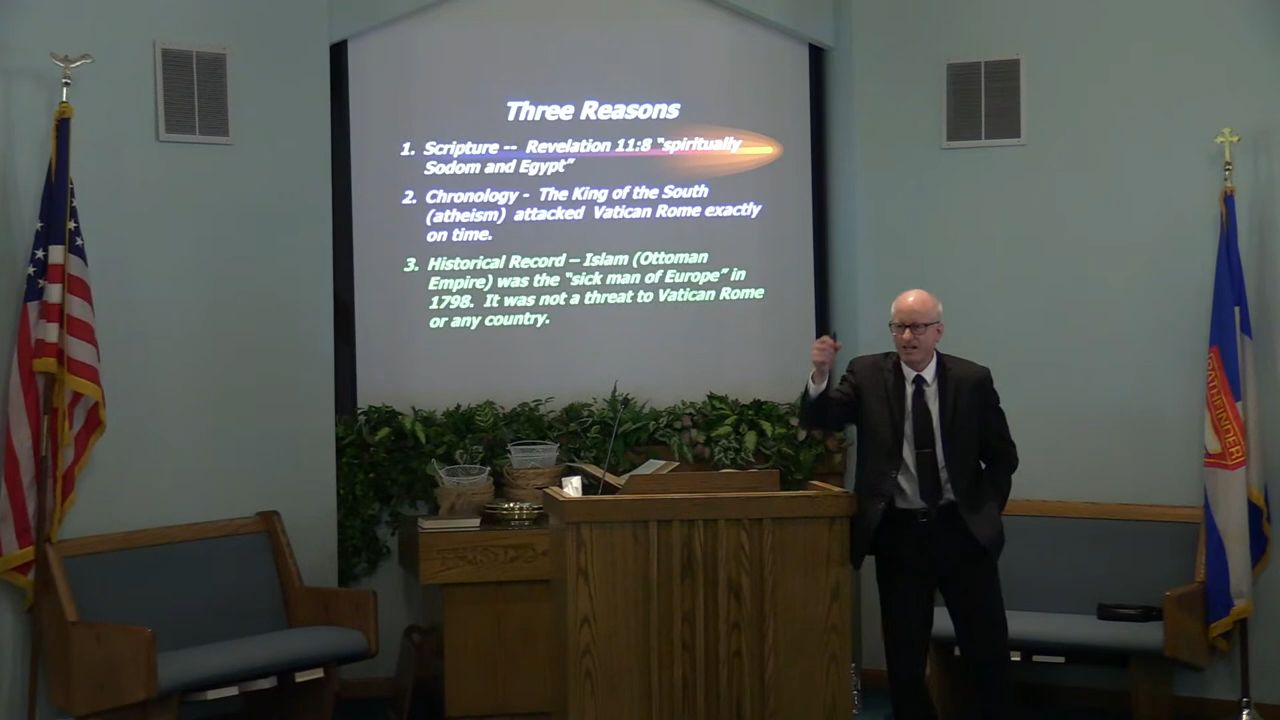 Three Reasons
1. Scripture -- Revelation 11:8 "spiritually
Sodom and Egypt"
2. Chronology - The King of the South
(atheism) attacked Vatican Rome exactly
on time.
3. Historical Record – Islam (Ottoman
Empire) was the "sick man of Europe" in
1798. It was not a threat to Vatican Rome
or any country.
PATHFINDER